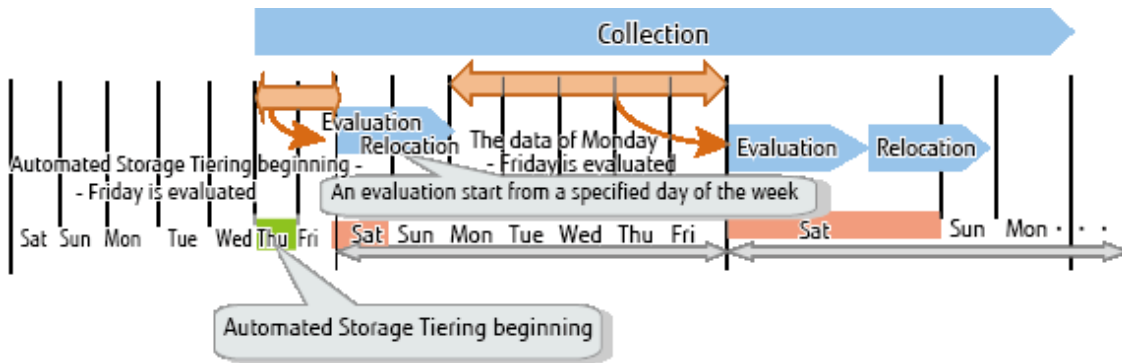 Collection
Evaluation
Relocation
The data of Monday
- Friday is evaluated
Evaluation
Relocation
Automated Storage Tiering beginning -
- Friday is evaluated
An evaluation start from a specified day of the week
Sat Sun Mon Tue Wed Thu Fri Sat Sun Mon Tue Wed Thu Fri Sat Sun Mon · · ·
Automated Storage Tiering beginning